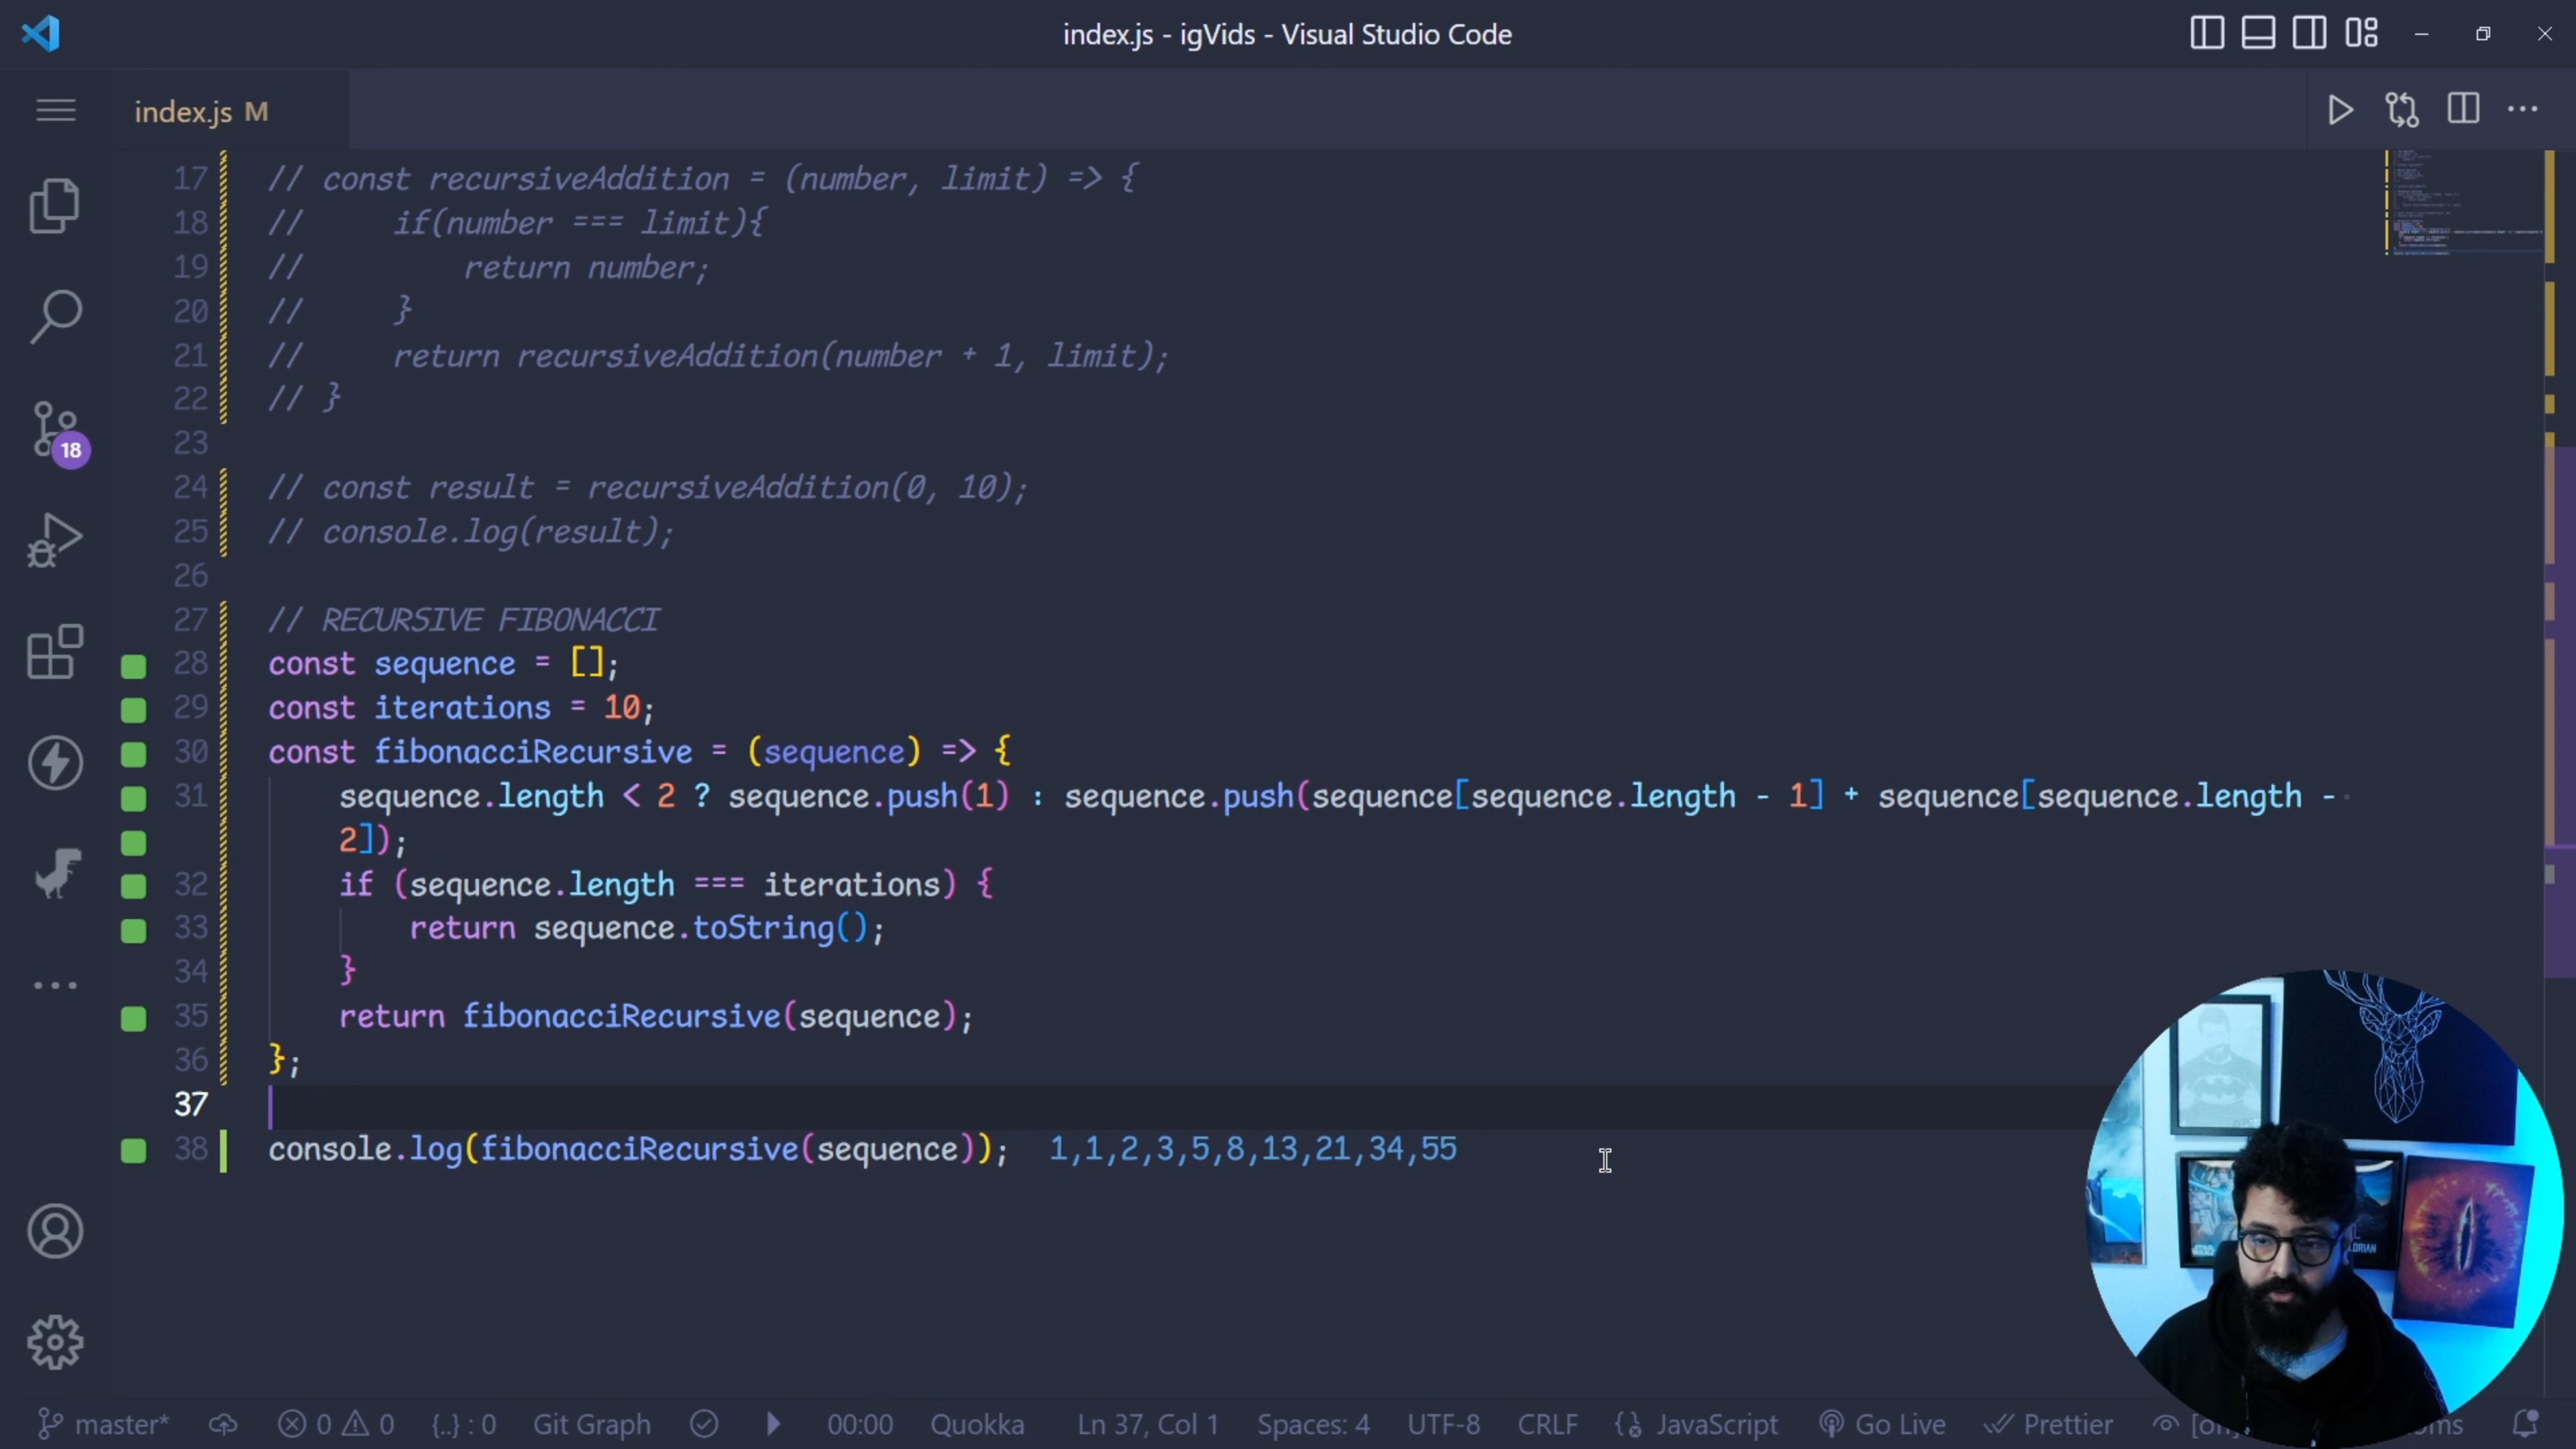 index.js - igVids - Visual Studio Code
index.js M
17 // const recursiveAddition = (number, limit) => {
18 //     if(number === limit){
19 //         return number;
20 //     }
21 //     return recursiveAddition(number + 1, limit);
22 // }
23
24 // const result = recursiveAddition(0, 10);
25 // console.log(result);
26
27 // RECURSIVE FIBONACCI
28 const sequence = [];
29 const iterations = 10;
30 const fibonacciRecursive = (sequence) => {
31     sequence.length < 2 ? sequence.push(1) : sequence.push(sequence[sequence.length - 1] + sequence[sequence.length -
2]);
32     if (sequence.length === iterations) {
33         return sequence.toString();
34     }
35     return fibonacciRecursive(sequence);
36 };
37
38 console.log(fibonacciRecursive(sequence)); 1,1,2,3,5,8,13,21,34,55
18
master* 0 0 {..} : 0 Git Graph 00:00 Quokka Ln 37, Col 1 Spaces: 4 UTF-8 CRLF JavaScript Go Live Prettier